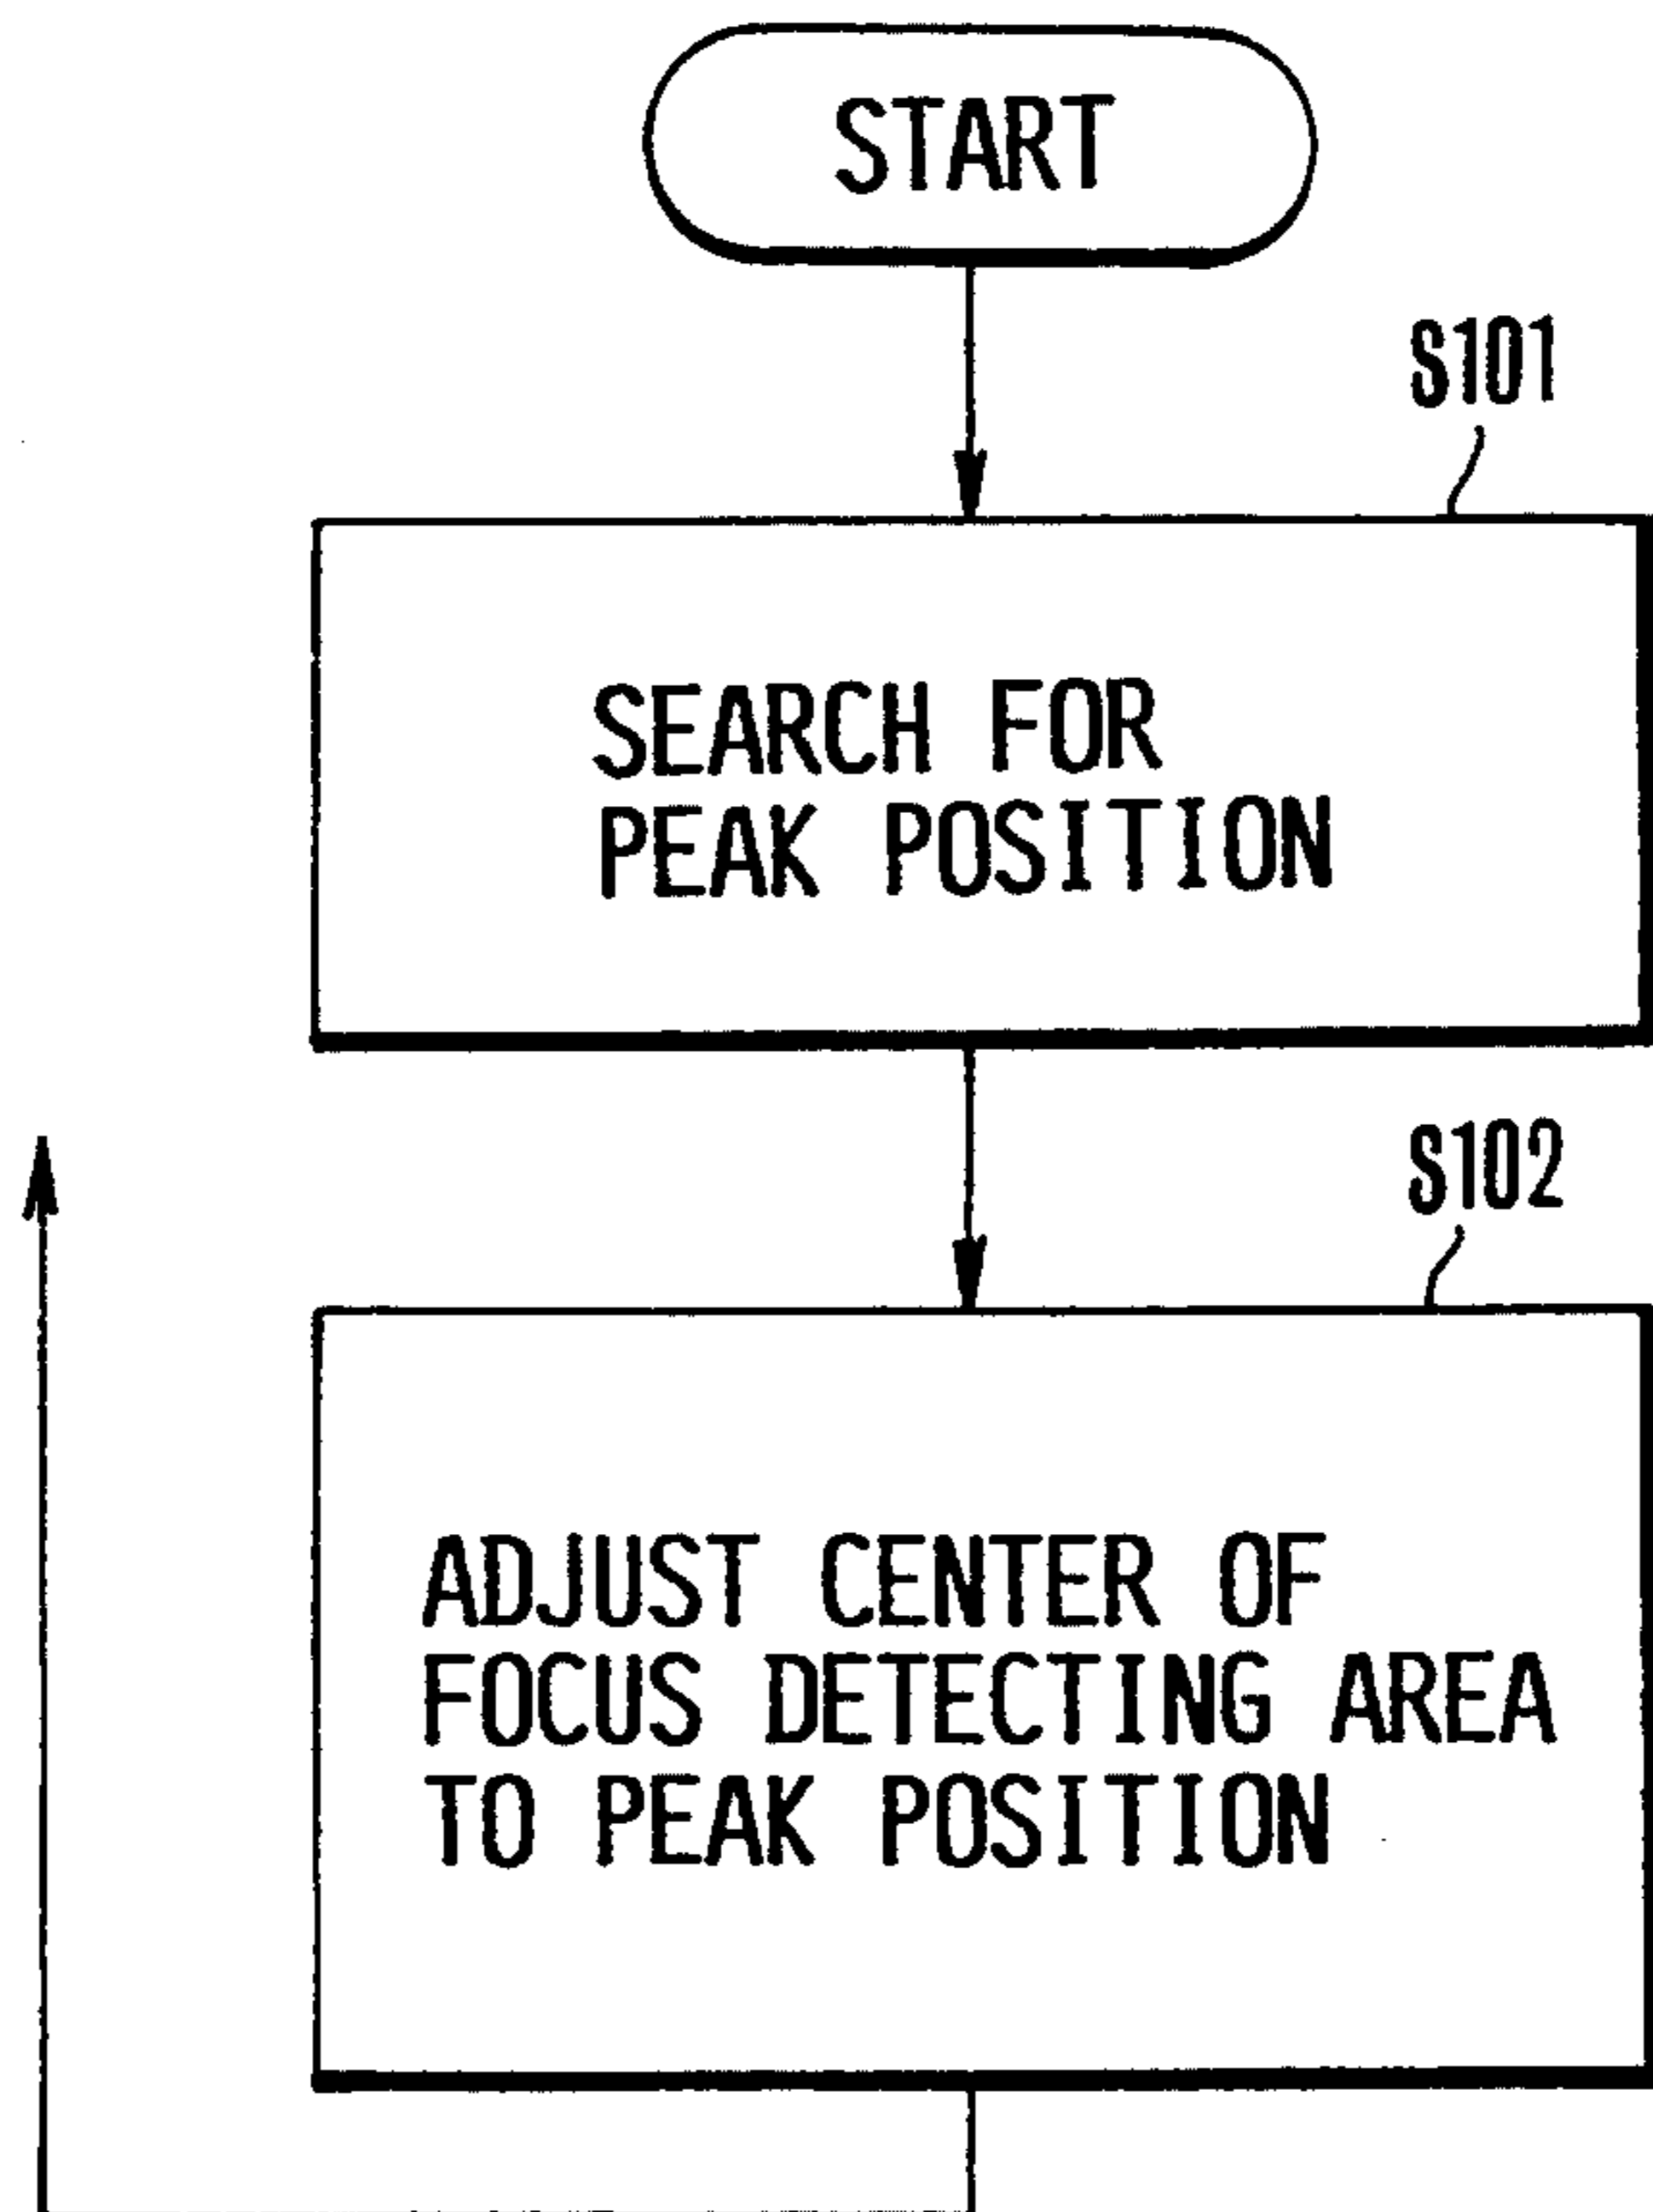 START
S101
SEARCH FOR
PEAK POSITION
S102
ADJUST CENTER OF
FOCUS DETECTING AREA
TO PEAK POSITION